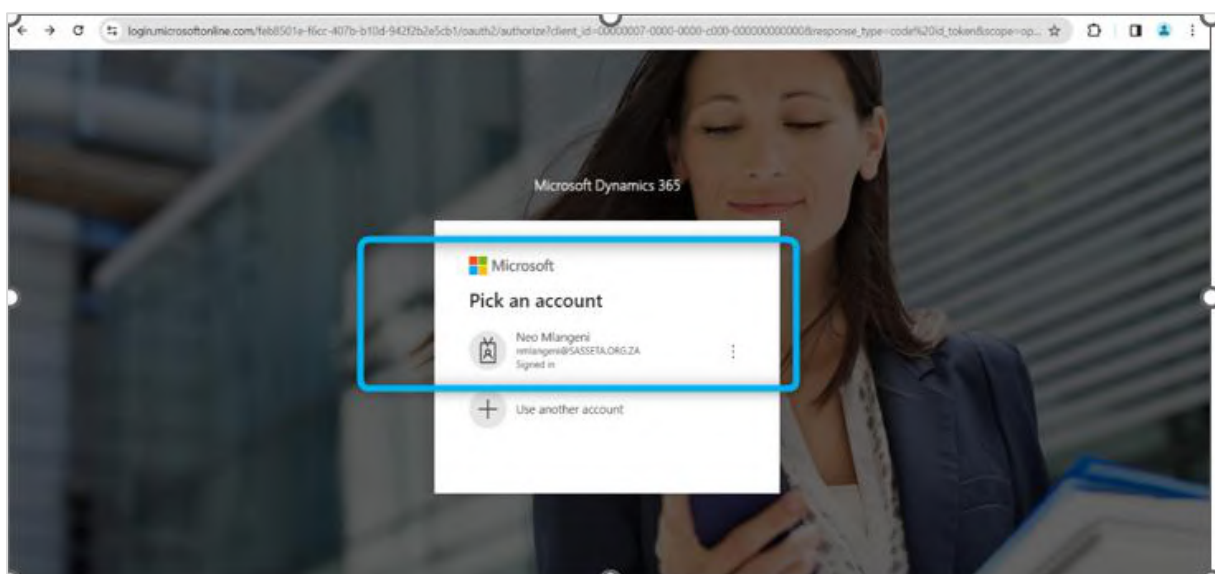 login.microsoftonline.com/feb8501e-f6cc-407b-b10d-942f2b2e5cb1/oauth2/authorize?client_id=00000007-0000-0000-c000-000000000000&response_type=code%20id_token&scope=op...
Microsoft Dynamics 365
Microsoft
Pick an account
Neo Mlangeni
nmlangeni@SASSETA.ORG.ZA
Signed in
Use another account